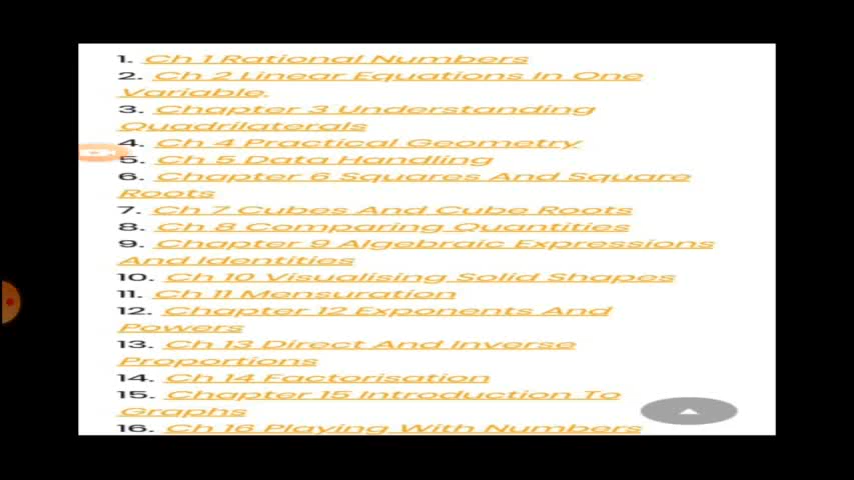 1. Ch 1 Rational Numbers
2. Ch 2 Linear Equations In One
Variable.
3. Chapter 3 Understanding
Quadrilaterals
4. Ch 4 Practical Geometry
5. Ch 5 Data Handling
6. Chapter 6 Squares And Square
Roots
7. Ch 7 Cubes And Cube Roots
8. Ch 8 Comparing Quantities
9. Chapter 9 Algebraic Expressions
And Identities
10. Ch 10 Visualising Solid Shapes
11. Ch 11 Mensuration
12. Chapter 12 Exponents And
Powers
13. Ch 13 Direct And Inverse
Proportions
14. Ch 14 Factorisation
15. Chapter 15 Introduction To
Graphs
16. Ch 16 Playing With Numbers